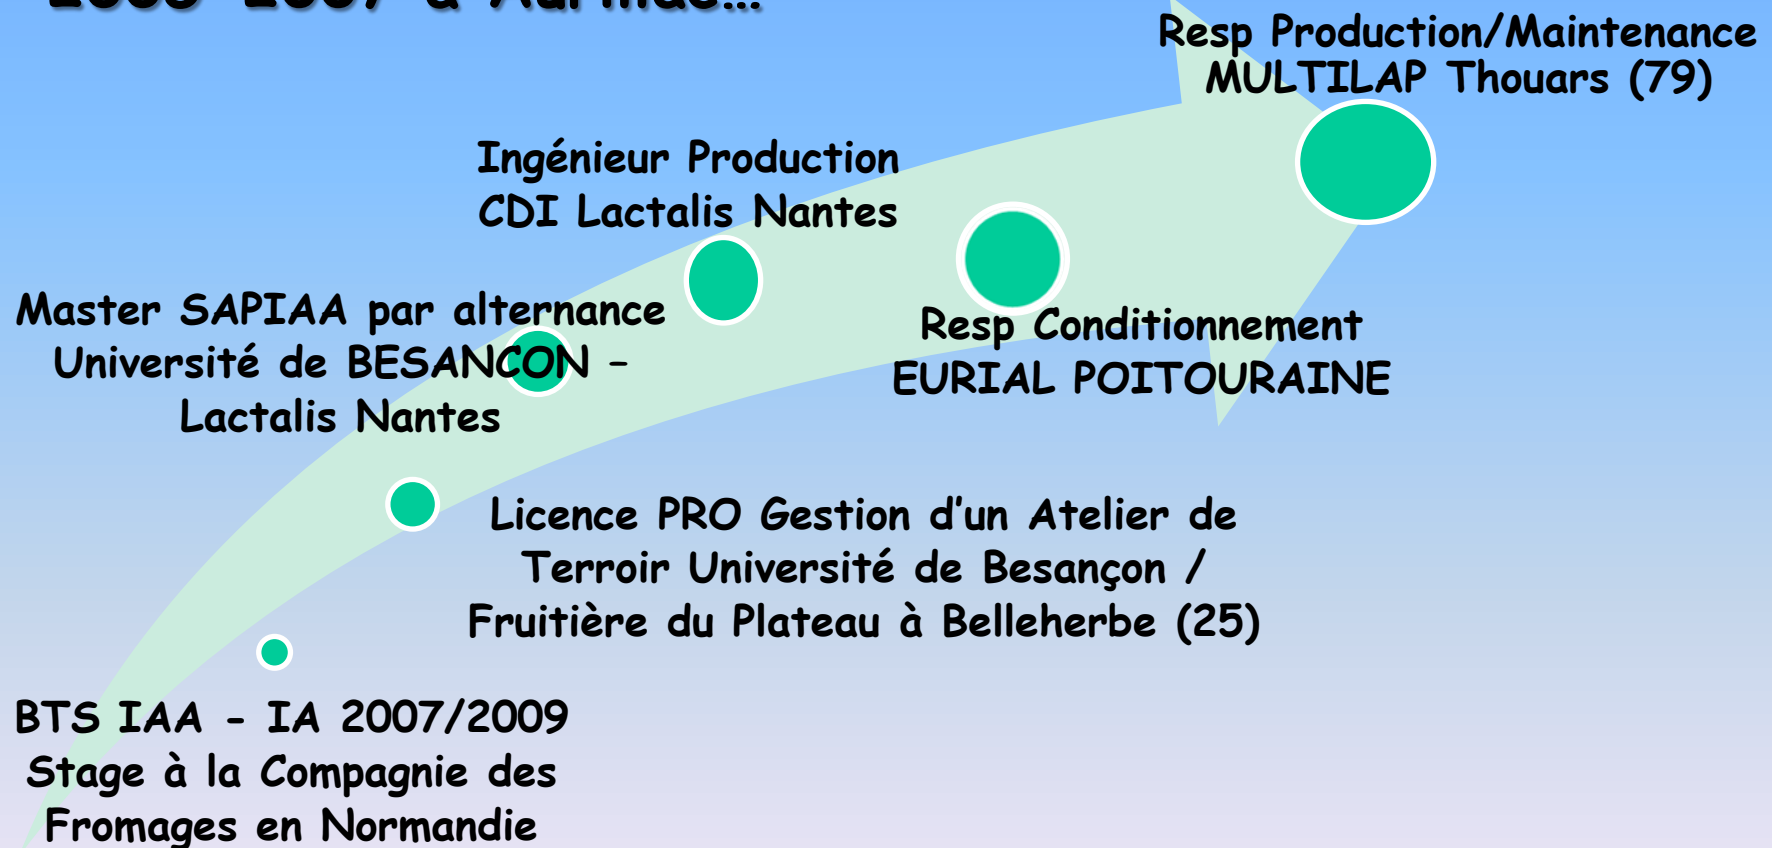 à
Resp Production/Maintenance
MULTILAP Thouars (79)
Ingénieur Production
CDI Lactalis Nantes
Master SAPIAA par alternance
Université de BESANCON –
Lactalis Nantes
Resp Conditionnement
EURIAL POITOURAINE
Licence PRO Gestion d’un Atelier de
Terroir Université de Besançon /
Fruitière du Plateau à Belleherbe (25)
BTS IAA - IA 2007/2009
Stage à la Compagnie des
Fromages en Normandie